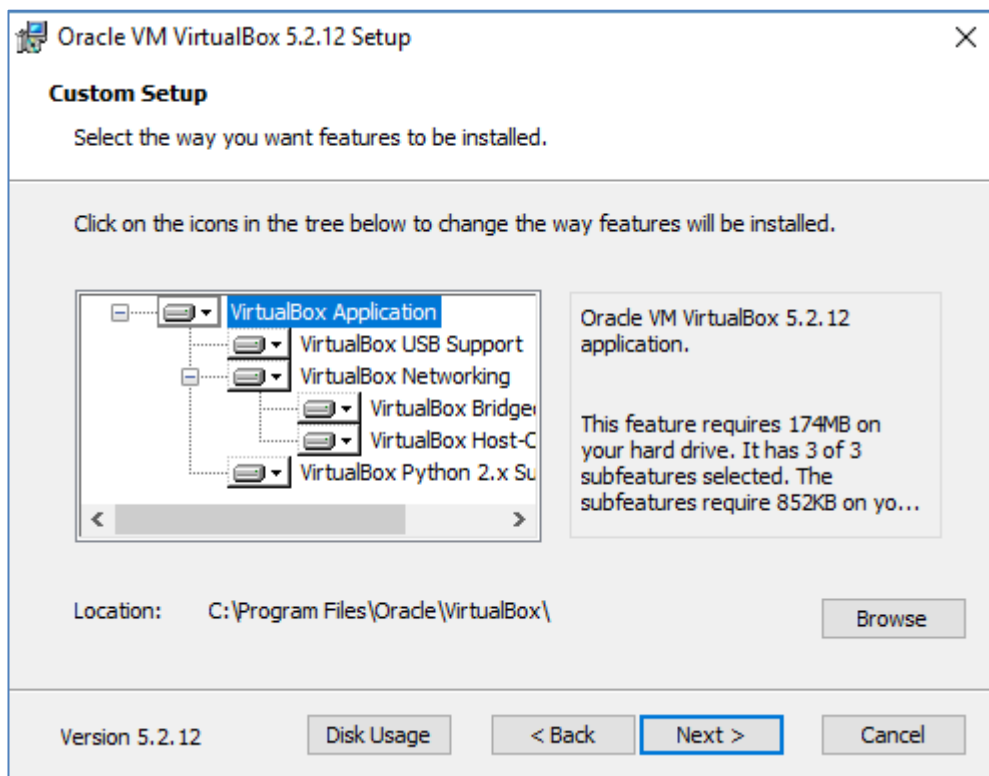 Oracle VM VirtualBox 5.2.12 Setup
Custom Setup
Select the way you want features to be installed.
Click on the icons in the tree below to change the way features will be installed.
VirtualBox Application
VirtualBox USB Support
VirtualBox Networking
VirtualBox Bridged
VirtualBox Host-C
VirtualBox Python 2.x Su
Oracle VM VirtualBox 5.2.12
application.
This feature requires 174MB on
your hard drive. It has 3 of 3
subfeatures selected. The
subfeatures require 852KB on yo...
Location: C:\Program Files\Oracle\VirtualBox\
Browse
Version 5.2.12 Disk Usage < Back Next > Cancel